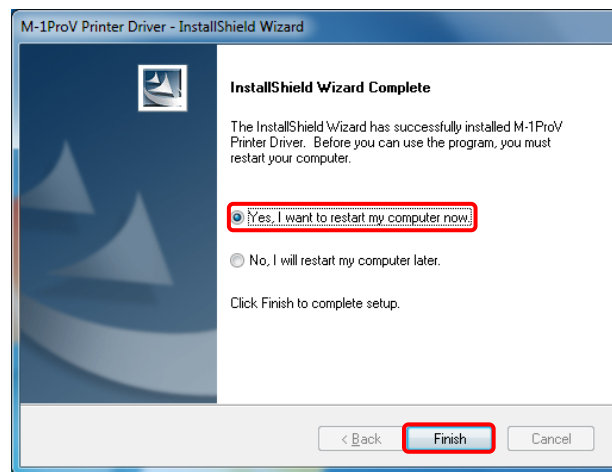 M-1ProV Printer Driver - InstallShield Wizard
InstallShield Wizard Complete
The InstallShield Wizard has successfully installed M-1ProV
Printer Driver. Before you can use the program, you must
restart your computer.
Yes, I want to restart my computer now.
No, I will restart my computer later.
Click Finish to complete setup.
< Back
Finish
Cancel